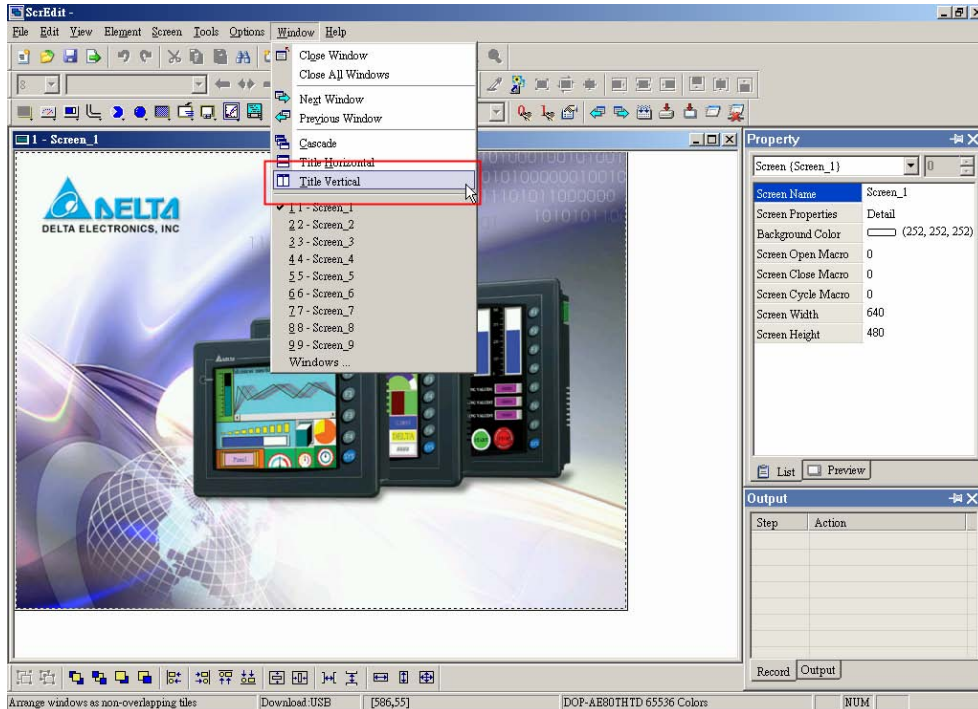 ScrEdit -
File Edit View Element Screen Tools Options Window Help
Close Window
Close All Windows
Next Window
Previous Window
Cascade
Title Horizontal
Title Vertical
✓ 1 1 - Screen_1
2 2 - Screen_2
3 3 - Screen_3
4 4 - Screen_4
5 5 - Screen_5
6 6 - Screen_6
7 7 - Screen_7
8 8 - Screen_8
9 9 - Screen_9
Windows ...
8
1 - Screen_1
DELTA
DELTA ELECTRONICS, INC
DELTA
START
Property
Screen {Screen_1}
0
Screen Name Screen_1
Screen Properties Detail
Background Color (252, 252, 252)
Screen Open Macro 0
Screen Close Macro 0
Screen Cycle Macro 0
Screen Width 640
Screen Height 480
List Preview
Output
Step Action
Record Output
Arrange windows as non-overlapping tiles Download:USB [586,55] DOP-AE80THTD 65536 Colors NUM